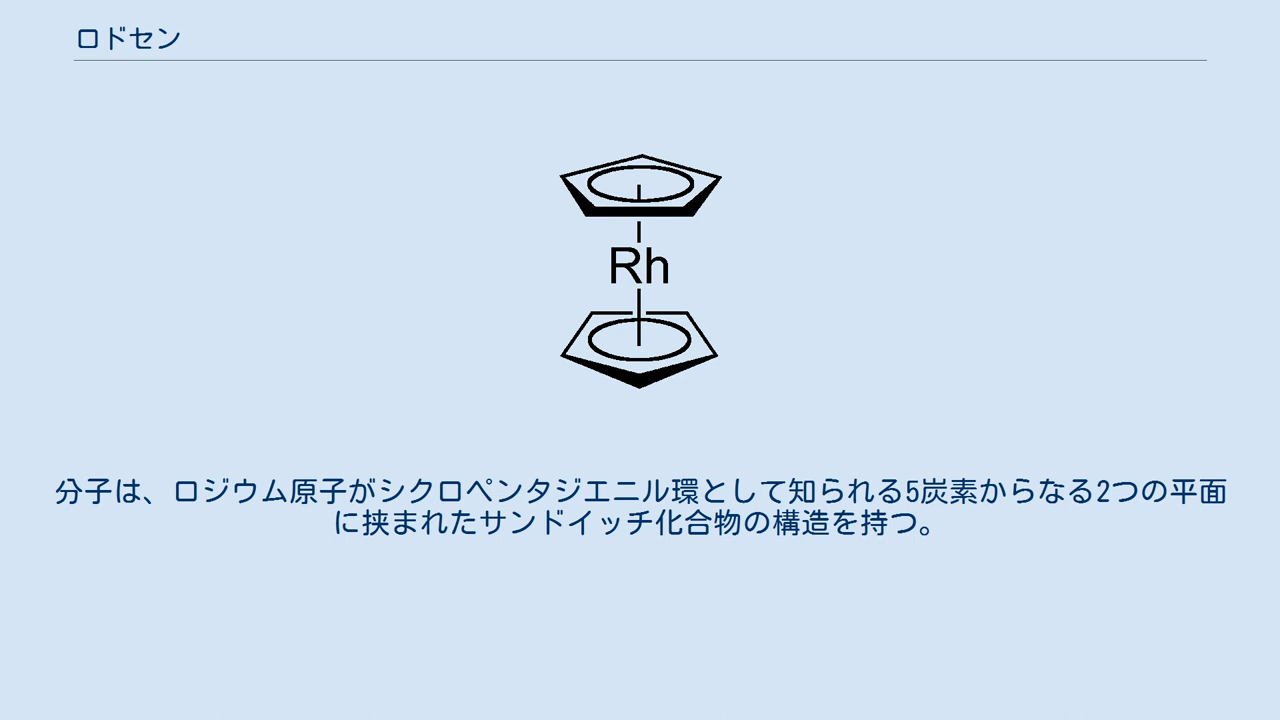 ロドセン
Rh
分子は、ロジウム原子がシクロペンタジエニル環として知られる5炭素からなる2つの平面
に挟まれたサンドイッチ化合物の構造を持つ。